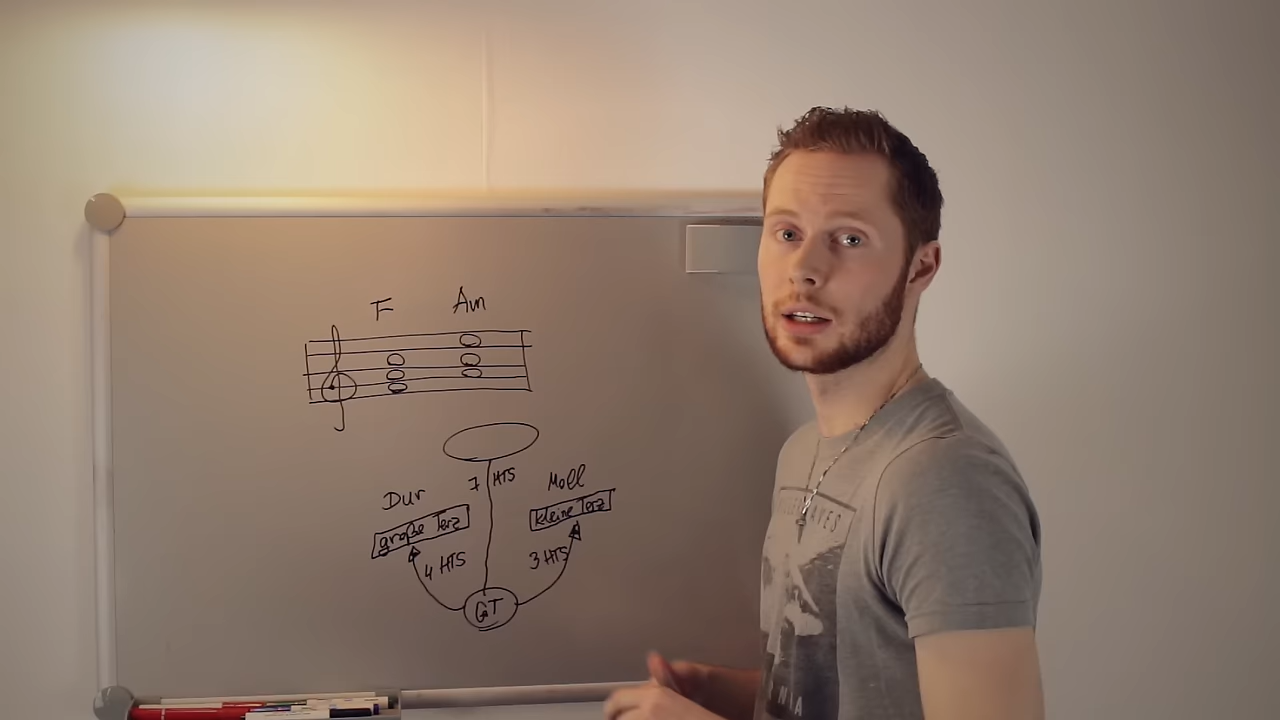 F Am
7 HTS
Dur Moll
große Terz kleine Terz
4 HTS 3 HTS
GT